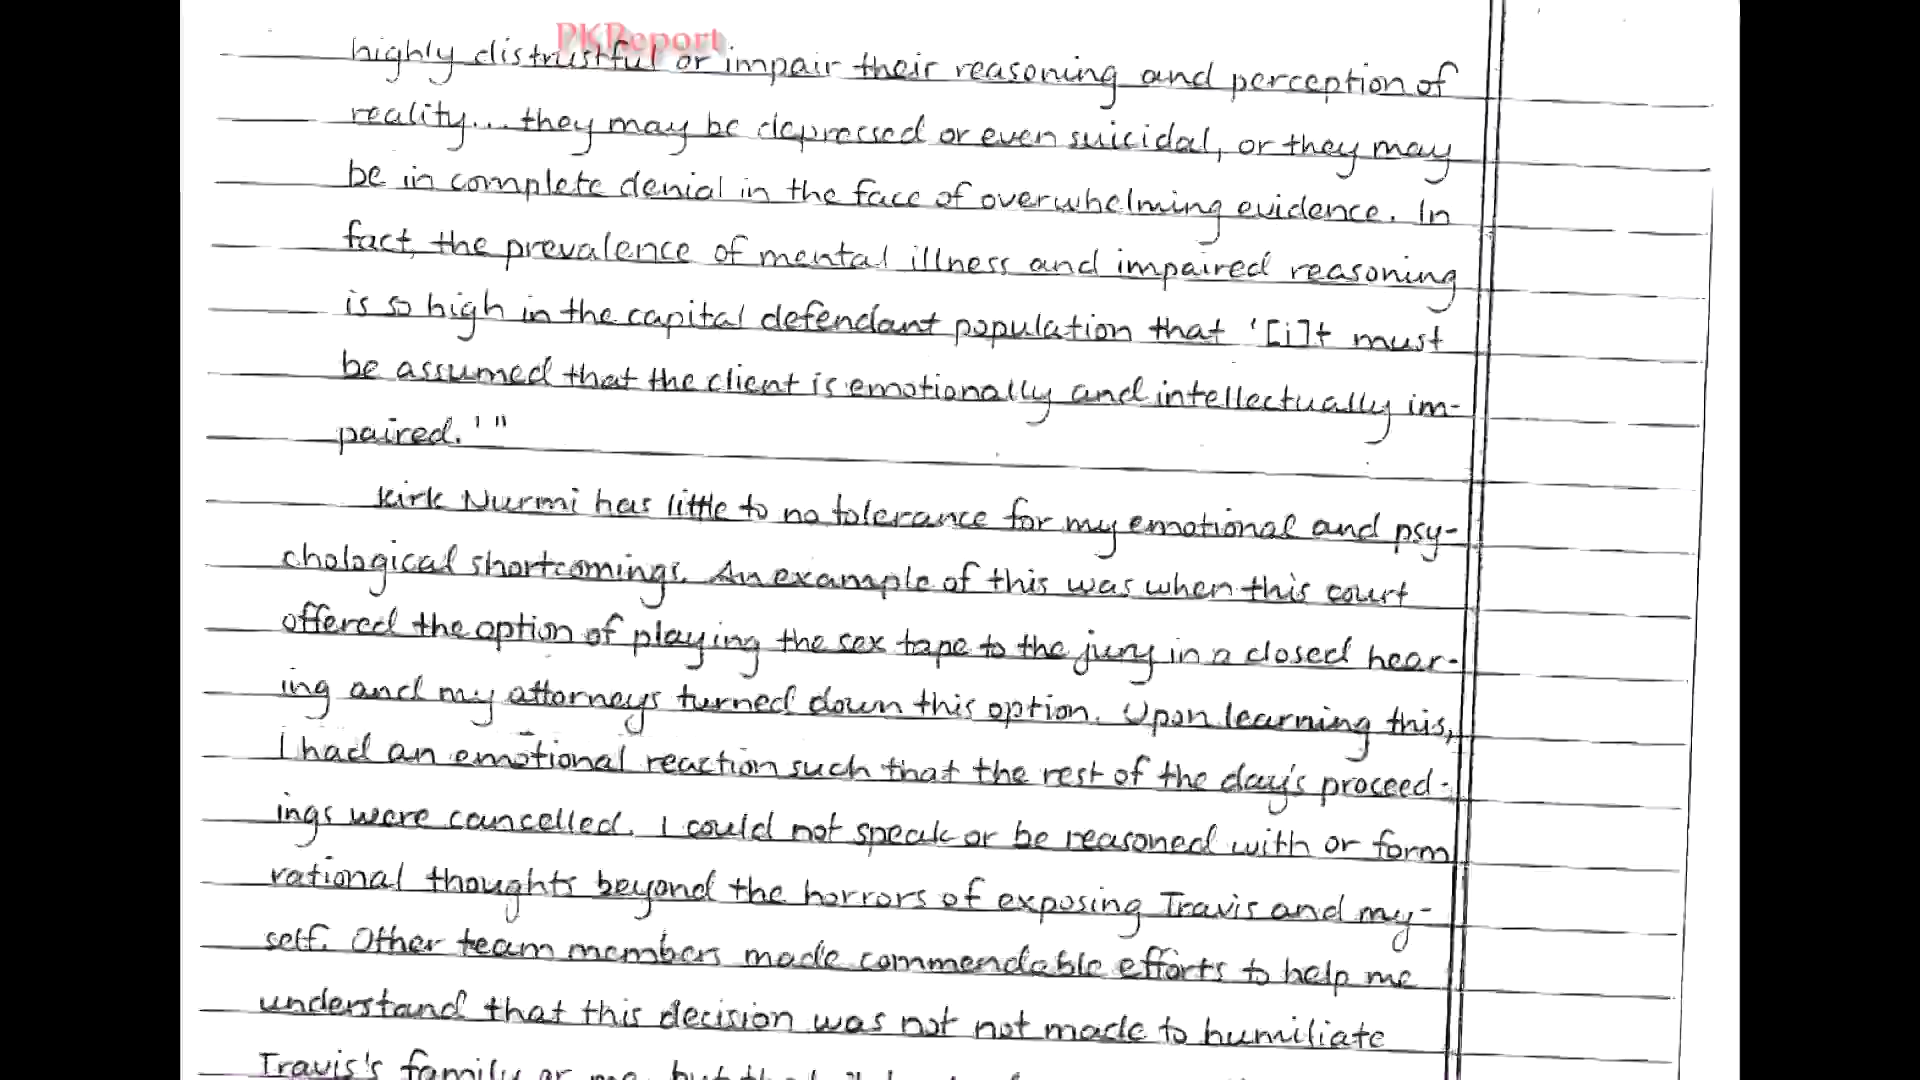 PKReport
highly distrustful or impair their reasoning and perception of
reality... they may be depressed or even suicidal, or they may
be in complete denial in the face of overwhelming evidence. In
fact, the prevalence of mental illness and impaired reasoning
is so high in the capital defendant population that '[i]t must
be assumed that the client is emotionally and intellectually im-
paired.'"
Kirk Nurmi has little to no tolerance for my emotional and psy-
chological shortcomings. An example of this was when this court
offered the option of playing the sex tape to the jury in a closed hear-
ing and my attorneys turned down this option. Upon learning this,
I had an emotional reaction such that the rest of the day's proceed-
ings were cancelled. I could not speak or be reasoned with or form
rational thoughts beyond the horrors of exposing Travis and my-
self. Other team members made commendable efforts to help me
understand that this decision was not not made to humiliate
Travis's family or me, but that